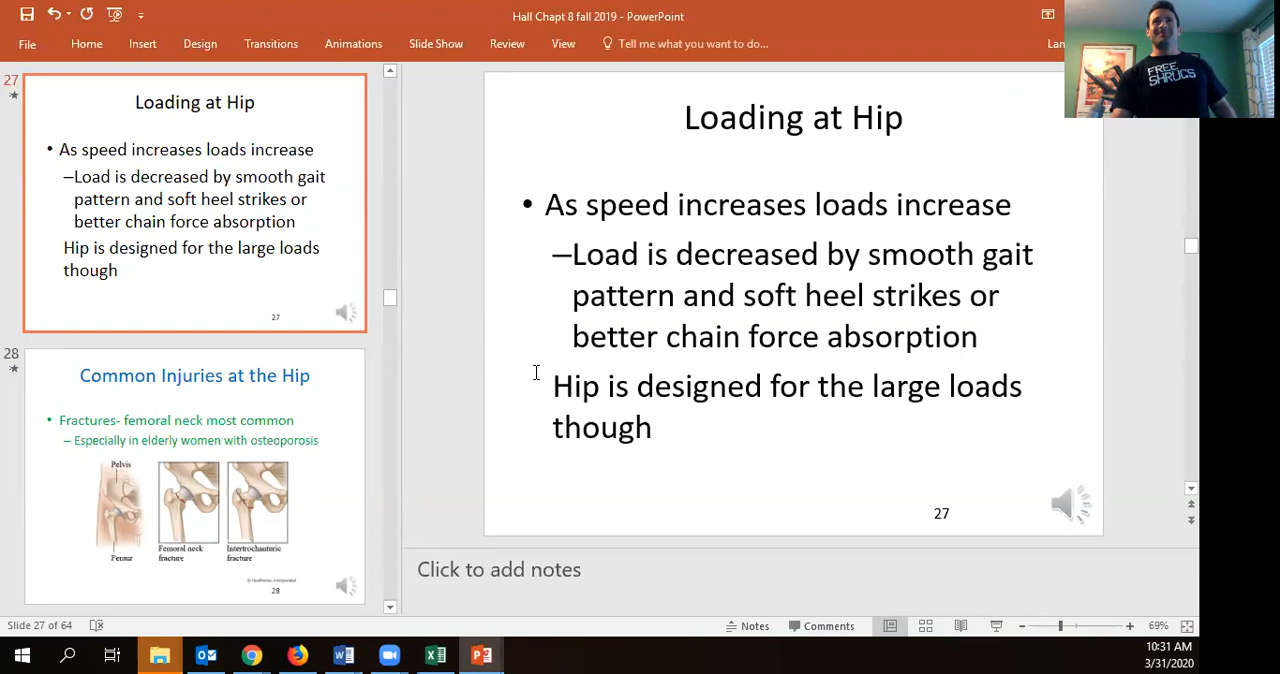 Hall Chapt 8 fall 2019 - PowerPoint
File Home Insert Design Transitions Animations Slide Show Review View Tell me what you want to do... Lan
FREE
SHRUGS
27
Loading at Hip
• As speed increases loads increase
–Load is decreased by smooth gait
pattern and soft heel strikes or
better chain force absorption
Hip is designed for the large loads
though
27
28
Common Injuries at the Hip
• Fractures- femoral neck most common
– Especially in elderly women with osteoporosis
Pelvis
Femur
Femoral neck
fracture
Intertrochanteric
fracture
28
Loading at Hip
• As speed increases loads increase
–Load is decreased by smooth gait
pattern and soft heel strikes or
better chain force absorption
Hip is designed for the large loads
though
27
Click to add notes
Slide 27 of 64 Notes Comments 69%
10:31 AM
3/31/2020